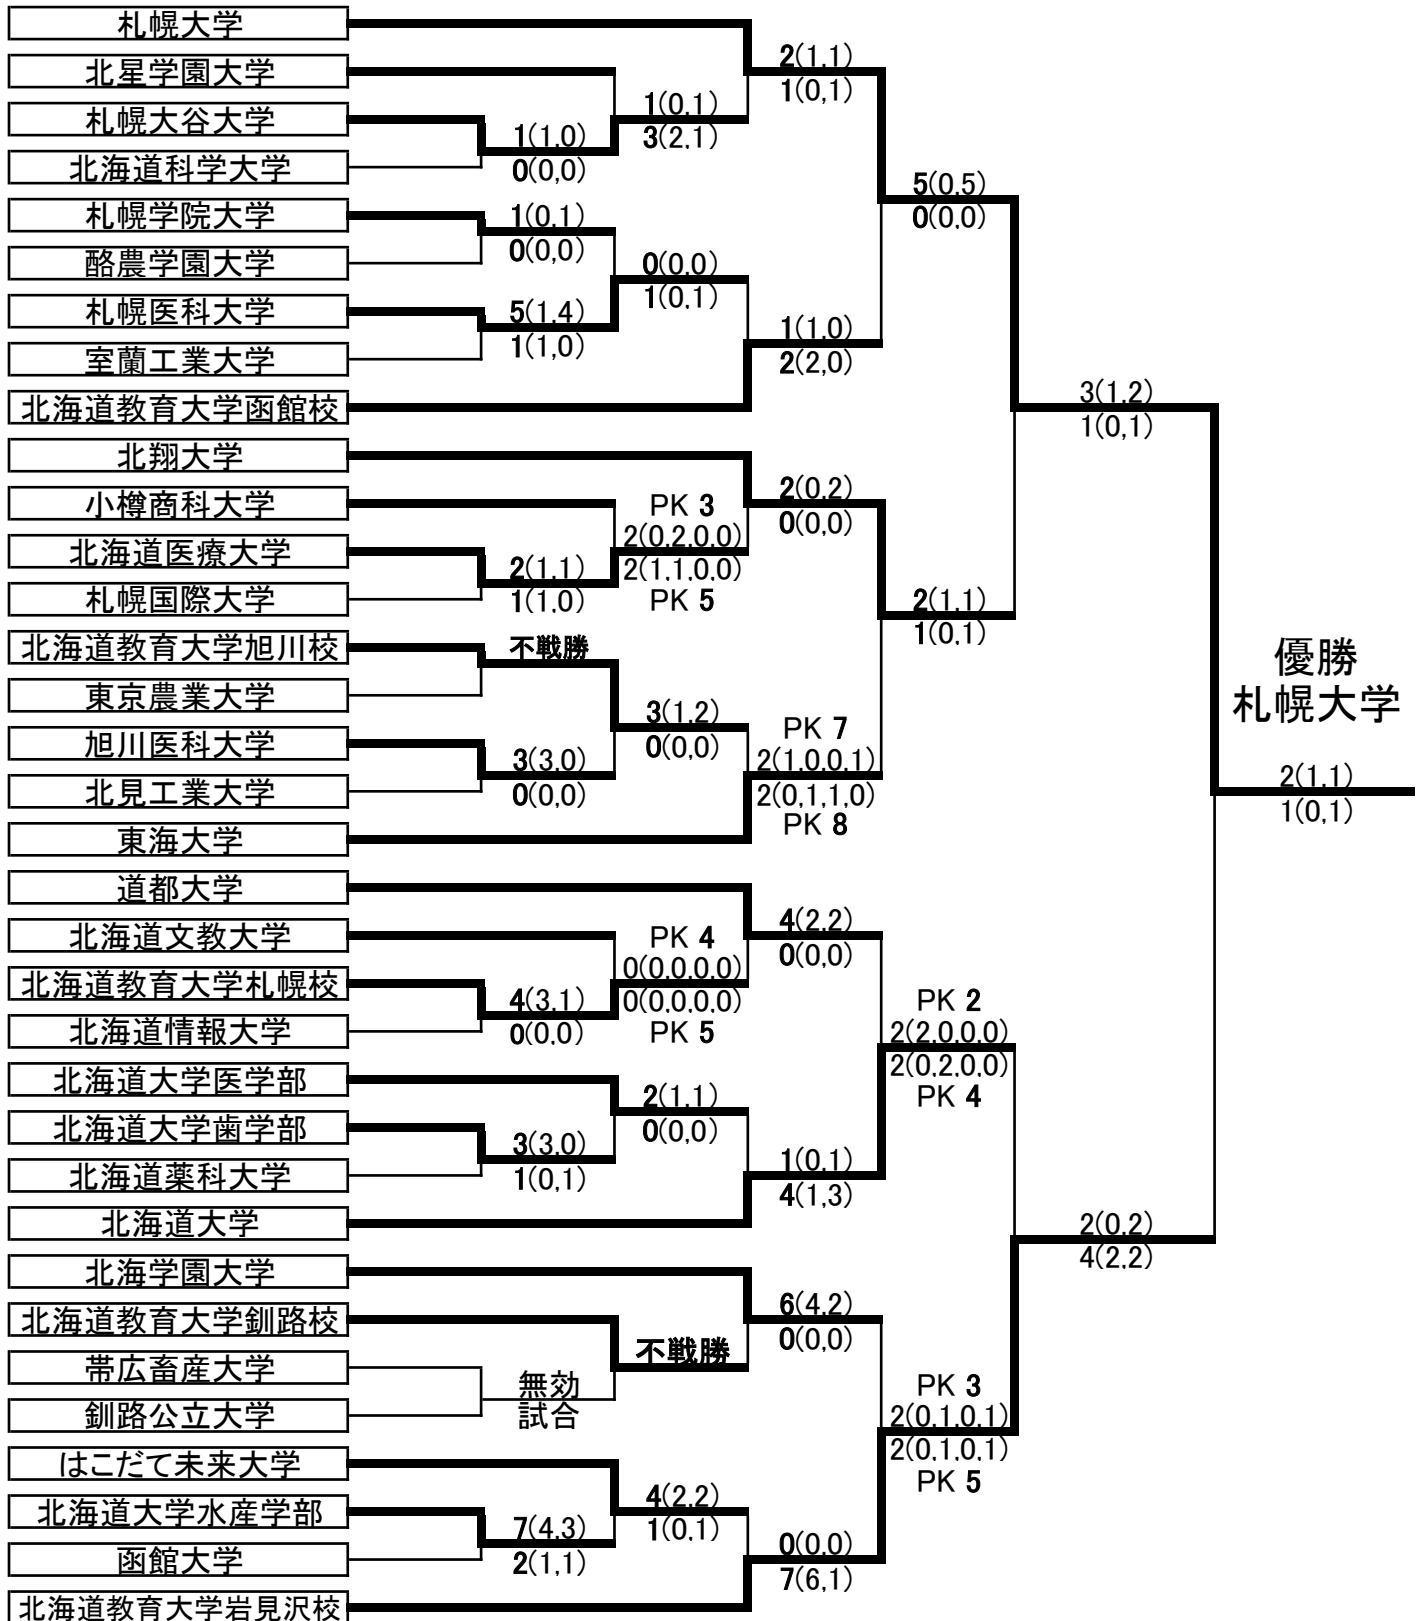 札幌大学
2(1,1)
北星学園大学
1(0,1)
1(0,1)
札幌大谷大学
1(1,0)
3(2,1)
北海道科学大学
0(0,0)
5(0,5)
札幌学院大学
1(0,1)
0(0,0)
0(0,0)
酪農学園大学
0(0,0)
1(0,1)
札幌医科大学
5(1,4)
1(1,0)
室蘭工業大学
1(1,0)
2(2,0)
北海道教育大学函館校
3(1,2)
1(0,1)
北翔大学
2(0,2)
小樽商科大学
PK 3
0(0,0)
2(0,2,0,0)
北海道医療大学
2(1,1)
2(1,1,0,0)
札幌国際大学
1(1,0)
PK 5
2(1,1)
1(0,1)
北海道教育大学旭川校
不戦勝
優勝
札幌大学
東京農業大学
3(1,2)
PK 7
旭川医科大学
3(3,0)
0(0,0)
2(1,0,0,1)
北見工業大学
0(0,0)
2(0,1,1,0)
2(1,1)
1(0,1)
PK 8
東海大学
道都大学
4(2,2)
北海道文教大学
PK 4
0(0,0)
0(0,0,0,0)
北海道教育大学札幌校
4(3,1)
0(0,0,0,0)
PK 2
北海道情報大学
0(0,0)
PK 5
2(2,0,0,0)
2(0,2,0,0)
北海道大学医学部
2(1,1)
PK 4
北海道大学歯学部
3(3,0)
0(0,0)
北海道薬科大学
1(0,1)
1(0,1)
4(1,3)
北海道大学
2(0,2)
4(2,2)
北海学園大学
6(4,2)
北海道教育大学釧路校
不戦勝
0(0,0)
帯広畜産大学
無効
試合
PK 3
釧路公立大学
2(0,1,0,1)
2(0,1,0,1)
はこだて未来大学
PK 5
4(2,2)
北海道大学水産学部
7(4,3)
1(0,1)
函館大学
2(1,1)
0(0,0)
7(6,1)
北海道教育大学岩見沢校